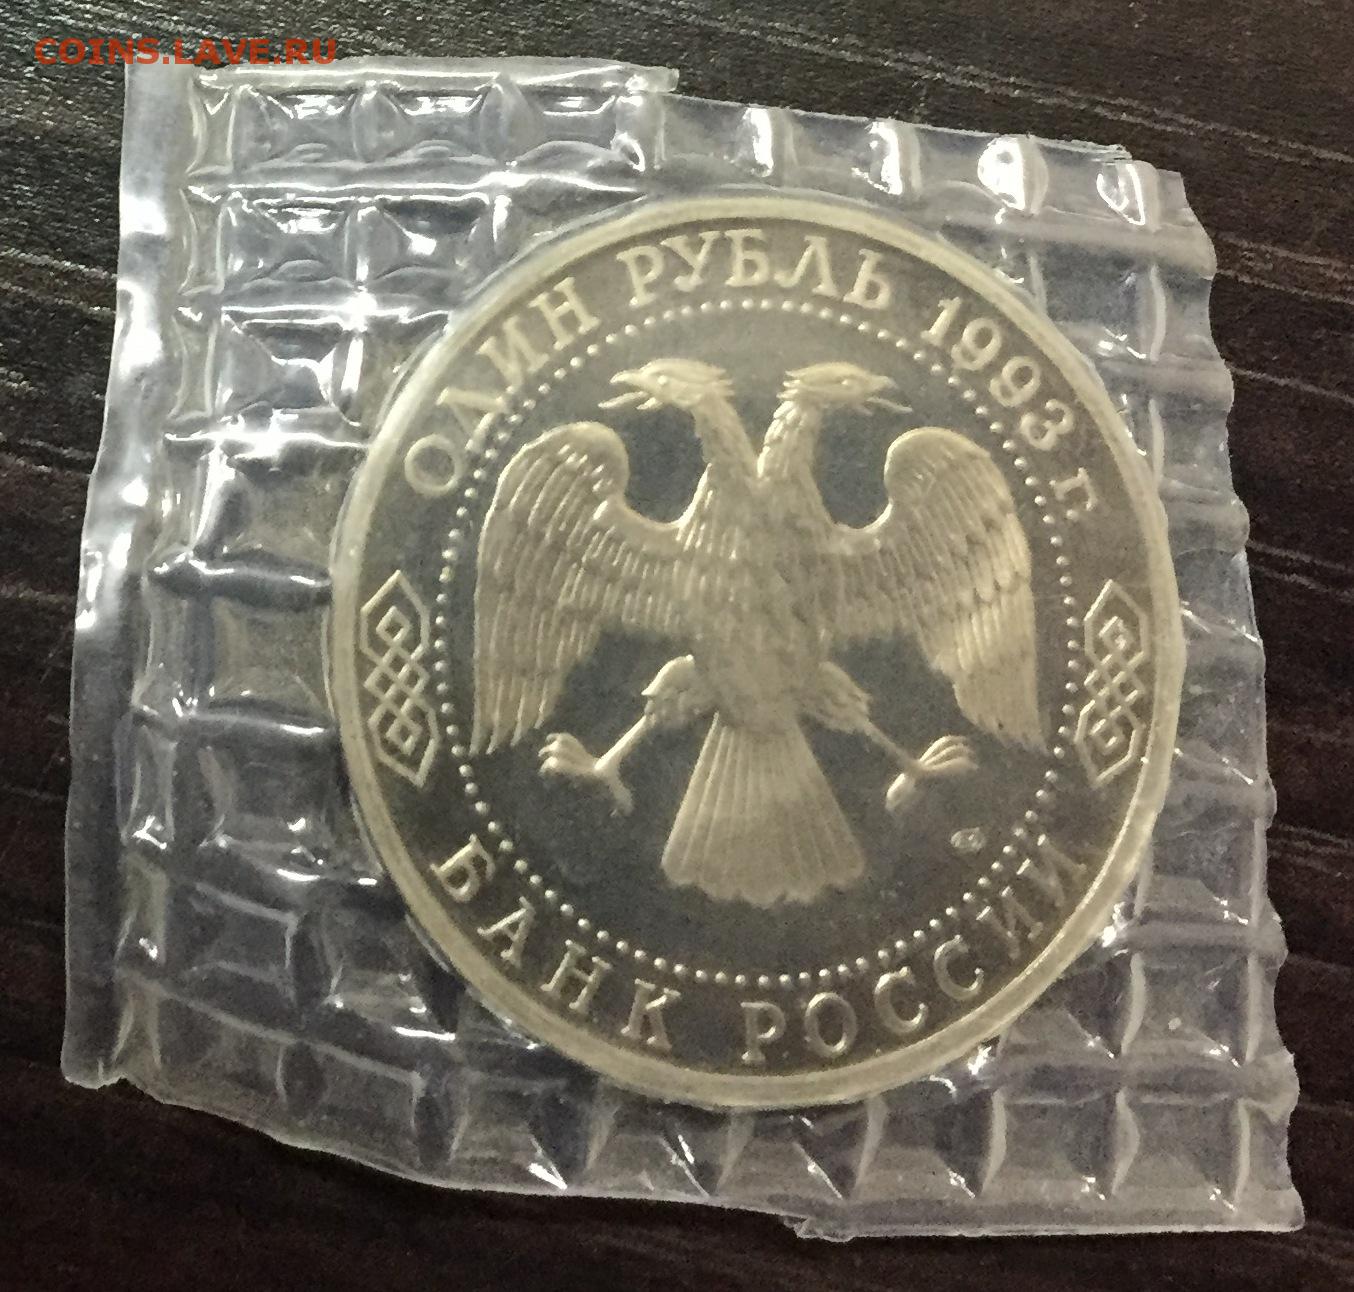 COINS.LAVE.RU
ОДИН РУБЛЬ 1993 г.
БАНК РОССИИ